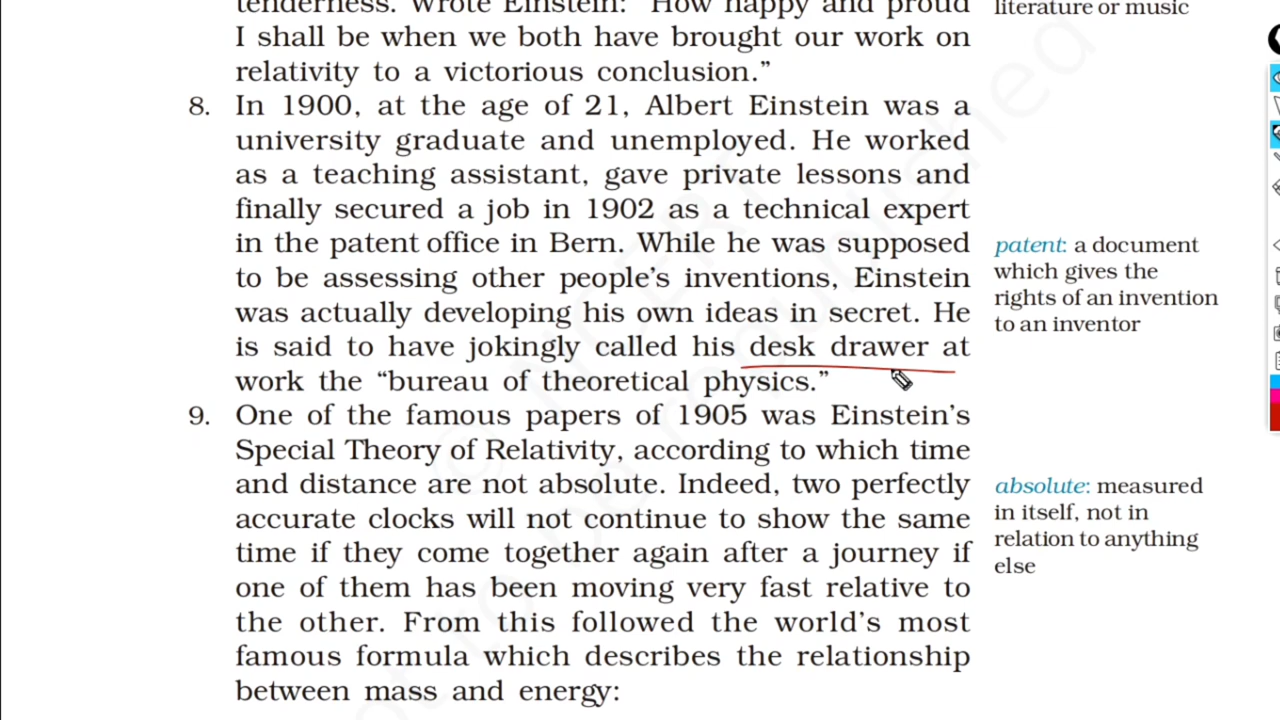 tenderness. Wrote Einstein: "How happy and proud
I shall be when we both have brought our work on
relativity to a victorious conclusion.”
8. In 1900, at the age of 21, Albert Einstein was a
university graduate and unemployed. He worked
as a teaching assistant, gave private lessons and
finally secured a job in 1902 as a technical expert
in the patent office in Bern. While he was supposed
to be assessing other people’s inventions, Einstein
was actually developing his own ideas in secret. He
is said to have jokingly called his desk drawer at
work the “bureau of theoretical physics.”
9. One of the famous papers of 1905 was Einstein’s
Special Theory of Relativity, according to which time
and distance are not absolute. Indeed, two perfectly
accurate clocks will not continue to show the same
time if they come together again after a journey if
one of them has been moving very fast relative to
the other. From this followed the world’s most
famous formula which describes the relationship
between mass and energy:
literature or music
patent: a document
which gives the
rights of an invention
to an inventor
absolute: measured
in itself, not in
relation to anything
else